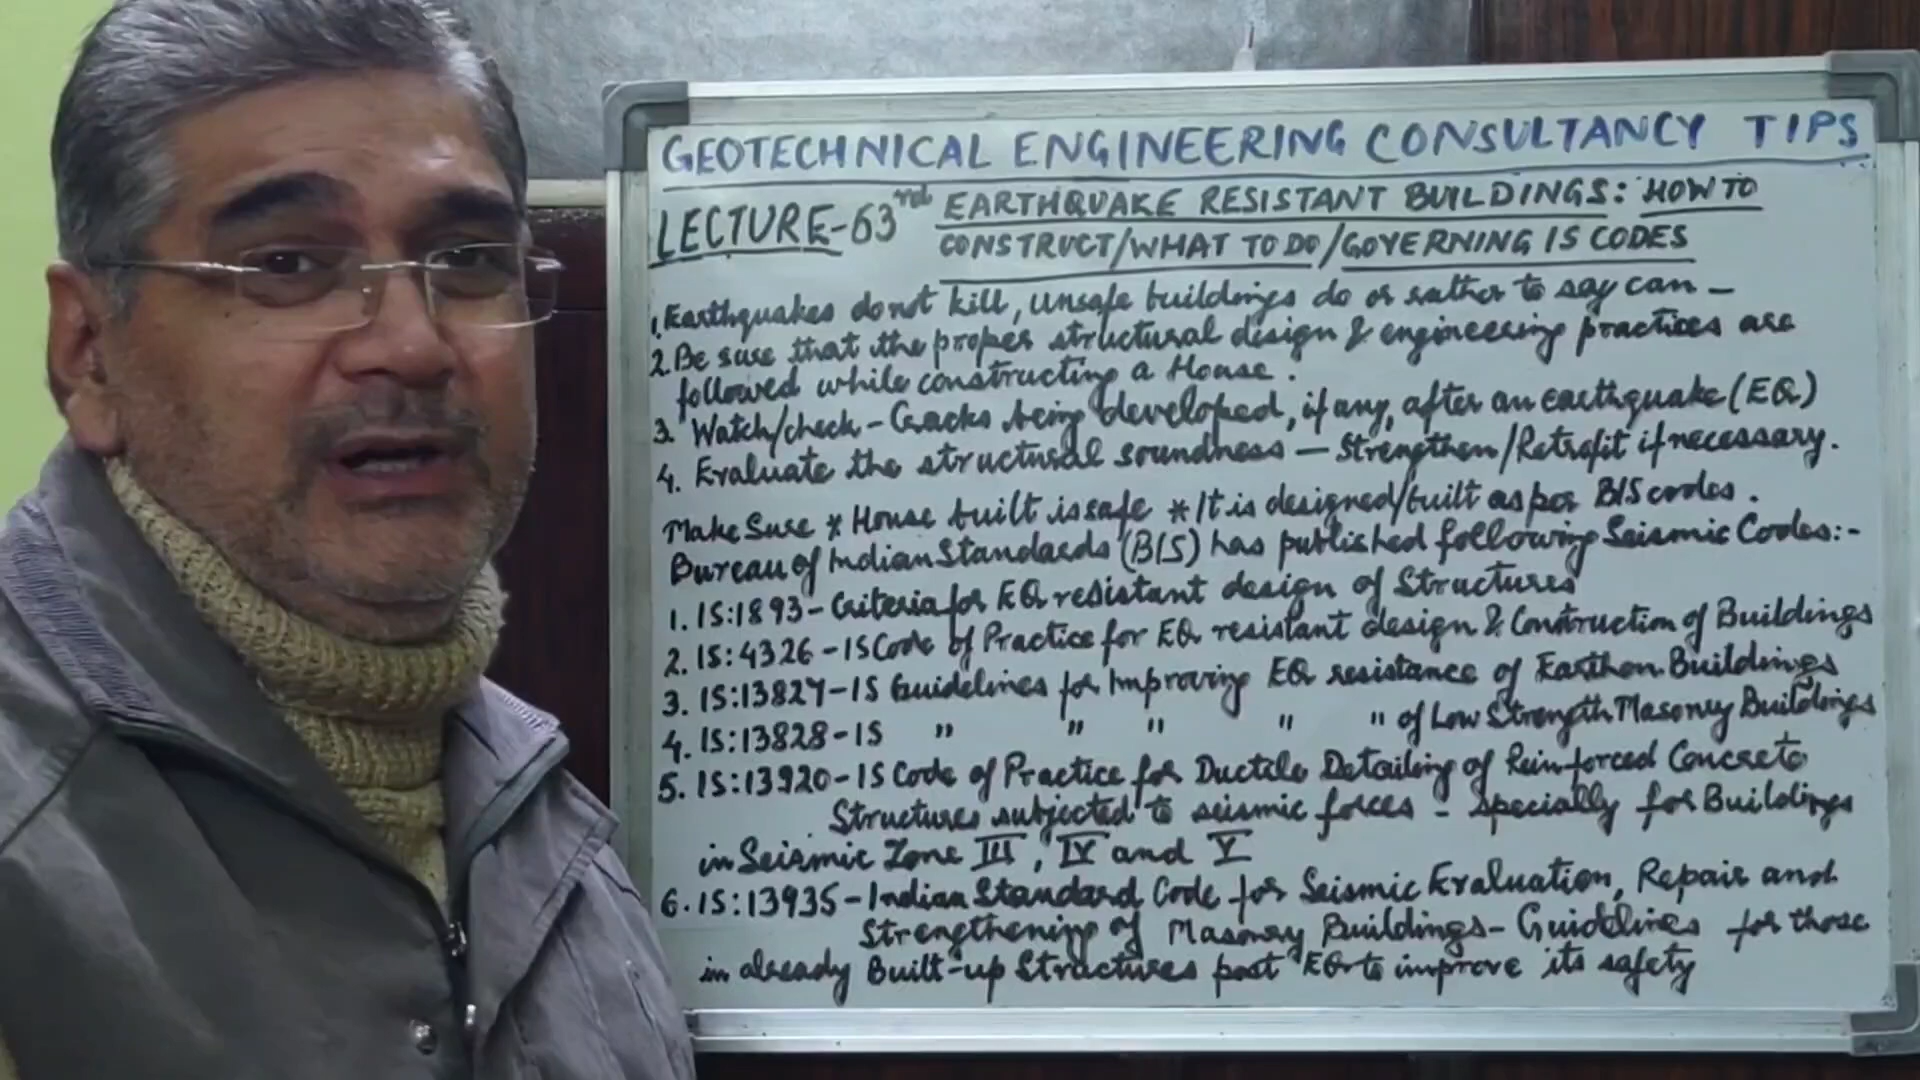 GEOTECHNICAL ENGINEERING CONSULTANCY TIPS
LECTURE-63rd EARTHQUAKE RESISTANT BUILDINGS: HOW TO
CONSTRUCT/WHAT TO DO/GOVERNING IS CODES
1. Earthquakes do not kill, unsafe buildings do or rather to say can -
2. Be sure that the proper structural design & engineering practices are
followed while constructing a House.
3. Watch/check - Cracks being developed, if any, after an earthquake (EQ)
4. Evaluate the structural soundness - Strengthen/Retrofit if necessary.
Make Sure * House built is safe * It is designed/built as per BIS codes.
Bureau of Indian Standards (BIS) has published following Seismic Codes:-
1. IS:1893 - Criteria for EQ resistant design of Structures
2. IS:4326 - IS Code of Practice for EQ resistant design & Construction of Buildings
3. IS:13827 - IS Guidelines for Improving EQ resistance of Earthen Buildings
4. IS:13828 - IS " " " " " of Low Strength Masonry Buildings
5. IS:13920 - IS Code of Practice for Ductile Detailing of Reinforced Concrete
Structures subjected to seismic forces - specially for Buildings
in Seismic Zone III, IV and V
6. IS:13935 - Indian Standard Code for Seismic Evaluation, Repair and
Strengthening of Masonry Buildings - Guidelines for those
in already Built-up Structures post EQ to improve its safety